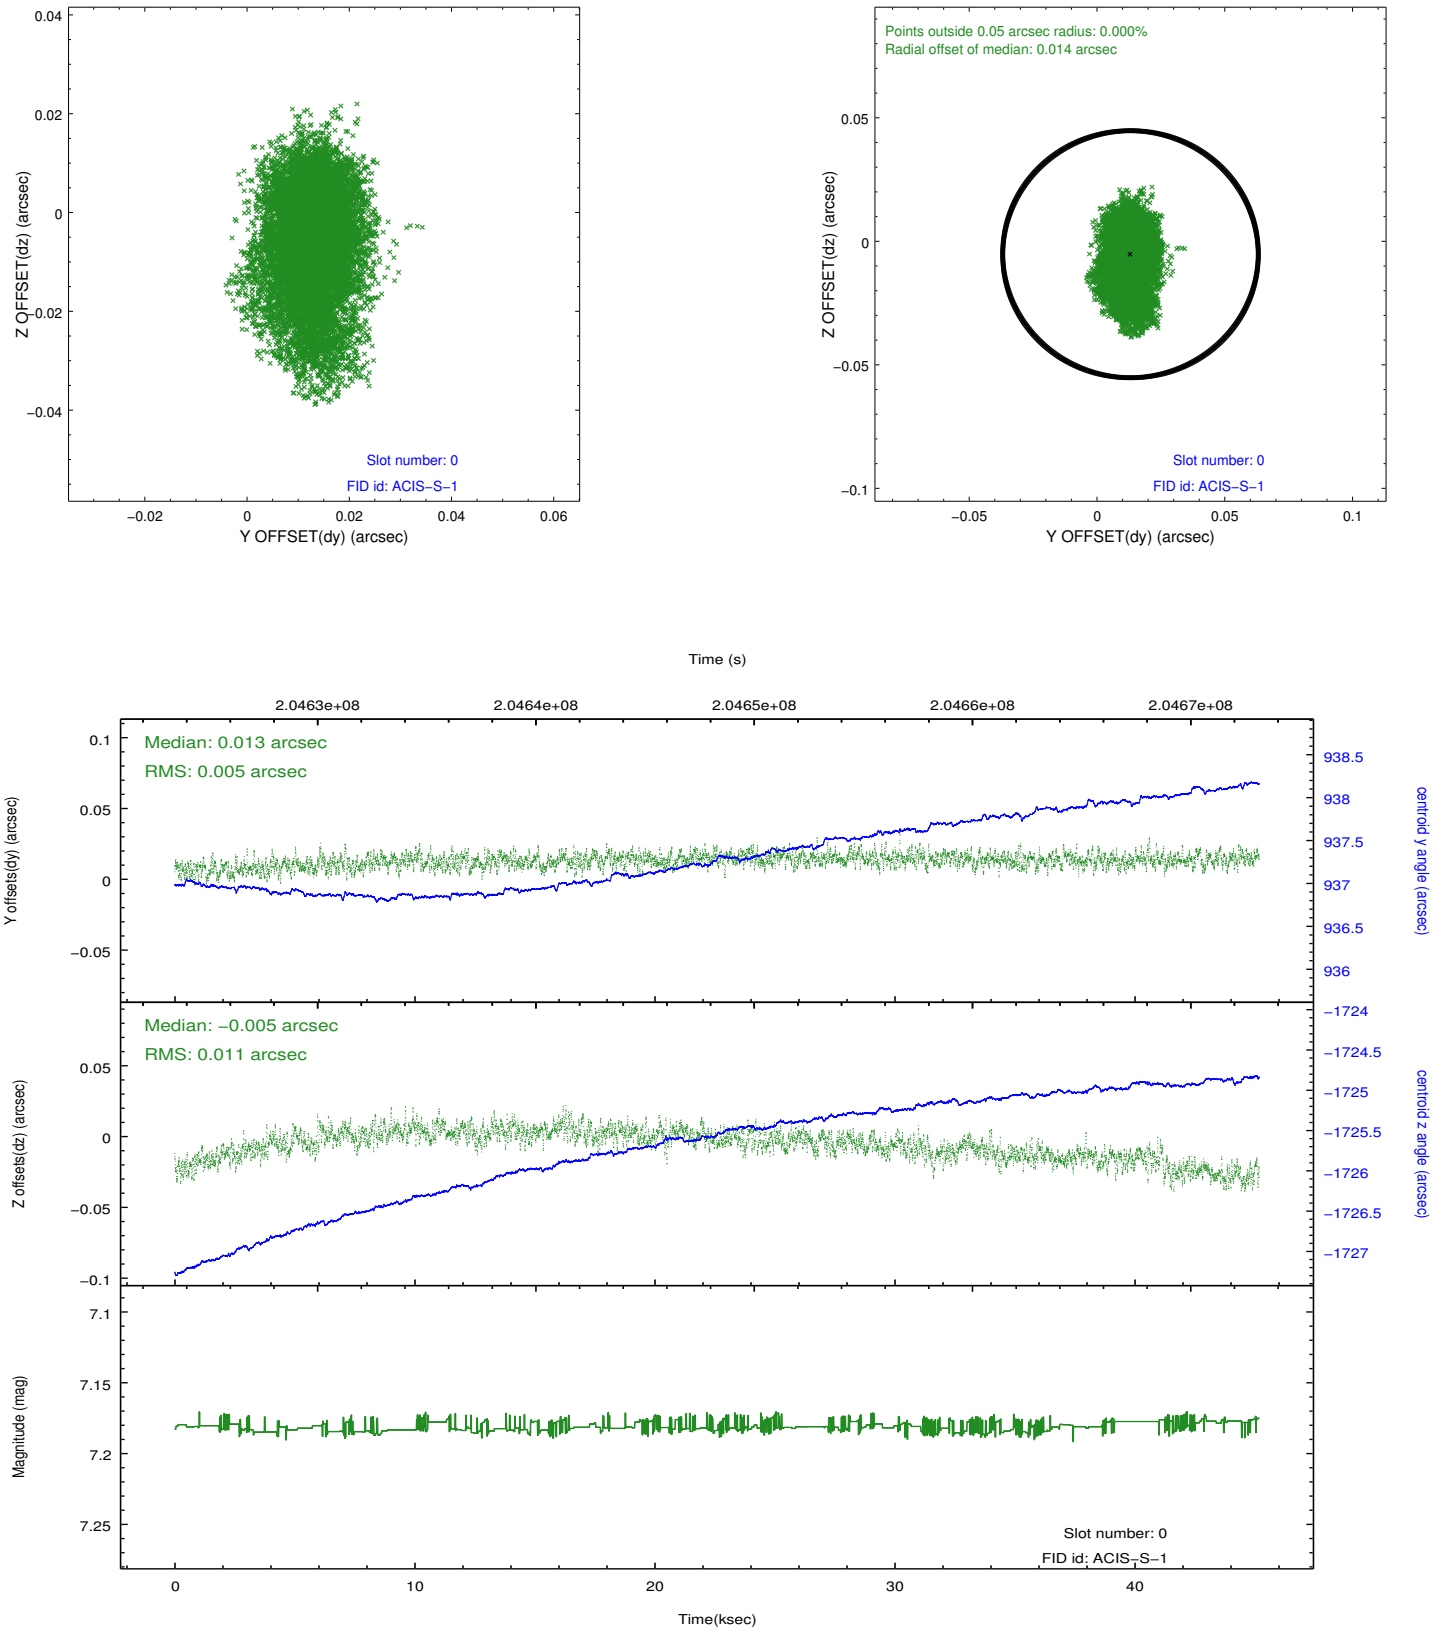 0.04
0.02
0
−0.02
−0.04
Z OFFSET(dz) (arcsec)
Slot number: 0
FID id: ACIS−S−1
−0.02 0 0.02 0.04 0.06
Y OFFSET(dy) (arcsec)
Points outside 0.05 arcsec radius: 0.000%
Radial offset of median: 0.014 arcsec
0.05
0
−0.05
−0.1
Z OFFSET(dz) (arcsec)
Slot number: 0
FID id: ACIS−S−1
−0.05 0 0.05 0.1
Y OFFSET(dy) (arcsec)
Time (s)
2.0463e+08 2.0464e+08 2.0465e+08 2.0466e+08 2.0467e+08
Median: 0.013 arcsec
RMS: 0.005 arcsec
0.1
0.05
0
−0.05
Y offsets(dy) (arcsec)
938.5
938
937.5
937
936.5
936
centroid y angle (arcsec)
Median: −0.005 arcsec
RMS: 0.011 arcsec
0.05
0
−0.05
−0.1
Z offsets(dz) (arcsec)
−1724
−1724.5
−1725
−1725.5
−1726
−1726.5
−1727
centroid z angle (arcsec)
7.1
7.15
7.2
7.25
Magnitude (mag)
Slot number: 0
FID id: ACIS−S−1
0 10 20 30 40
Time(ksec)